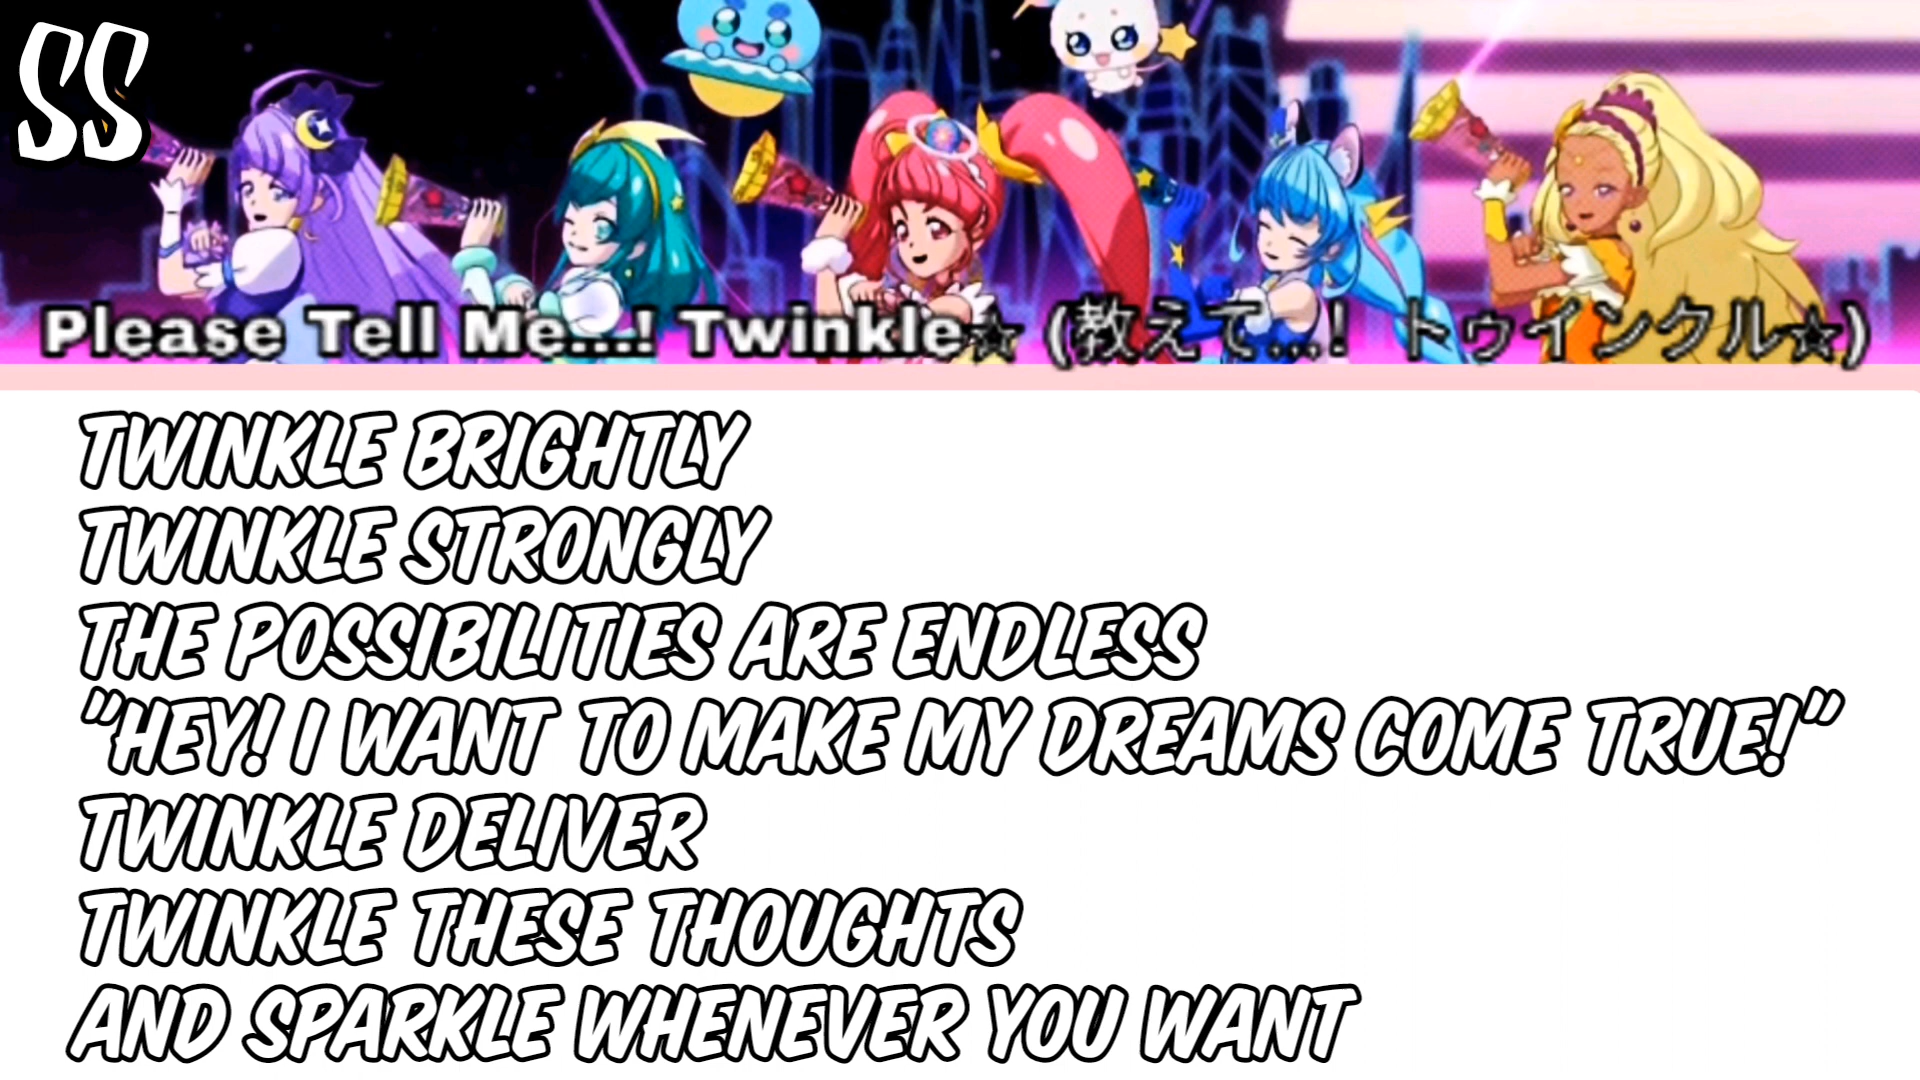 SS
Please Tell Me...! Twinkle☆ (教えて...! トゥインクル☆)
TWINKLE BRIGHTLY
TWINKLE STRONGLY
THE POSSIBILITIES ARE ENDLESS
"HEY! I WANT TO MAKE MY DREAMS COME TRUE!"
TWINKLE DELIVER
TWINKLE THESE THOUGHTS
AND SPARKLE WHENEVER YOU WANT